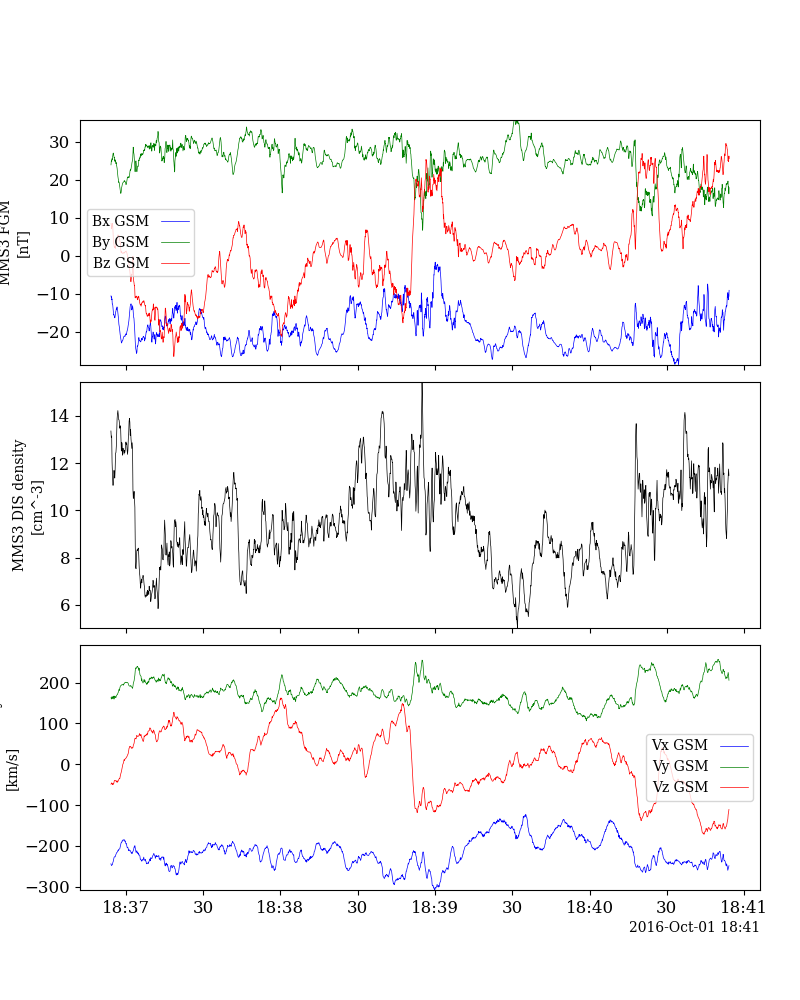 30
20
10
0
−10
−20
MMS3 FGM
[nT]
Bx GSM
By GSM
Bz GSM
14
12
10
8
6
MMS3 DIS density
[cm^-3]
200
100
0
−100
−200
−300
[km/s]
Vx GSM
Vy GSM
Vz GSM
18:37 30 18:38 30 18:39 30 18:40 30 18:41
2016-Oct-01 18:41